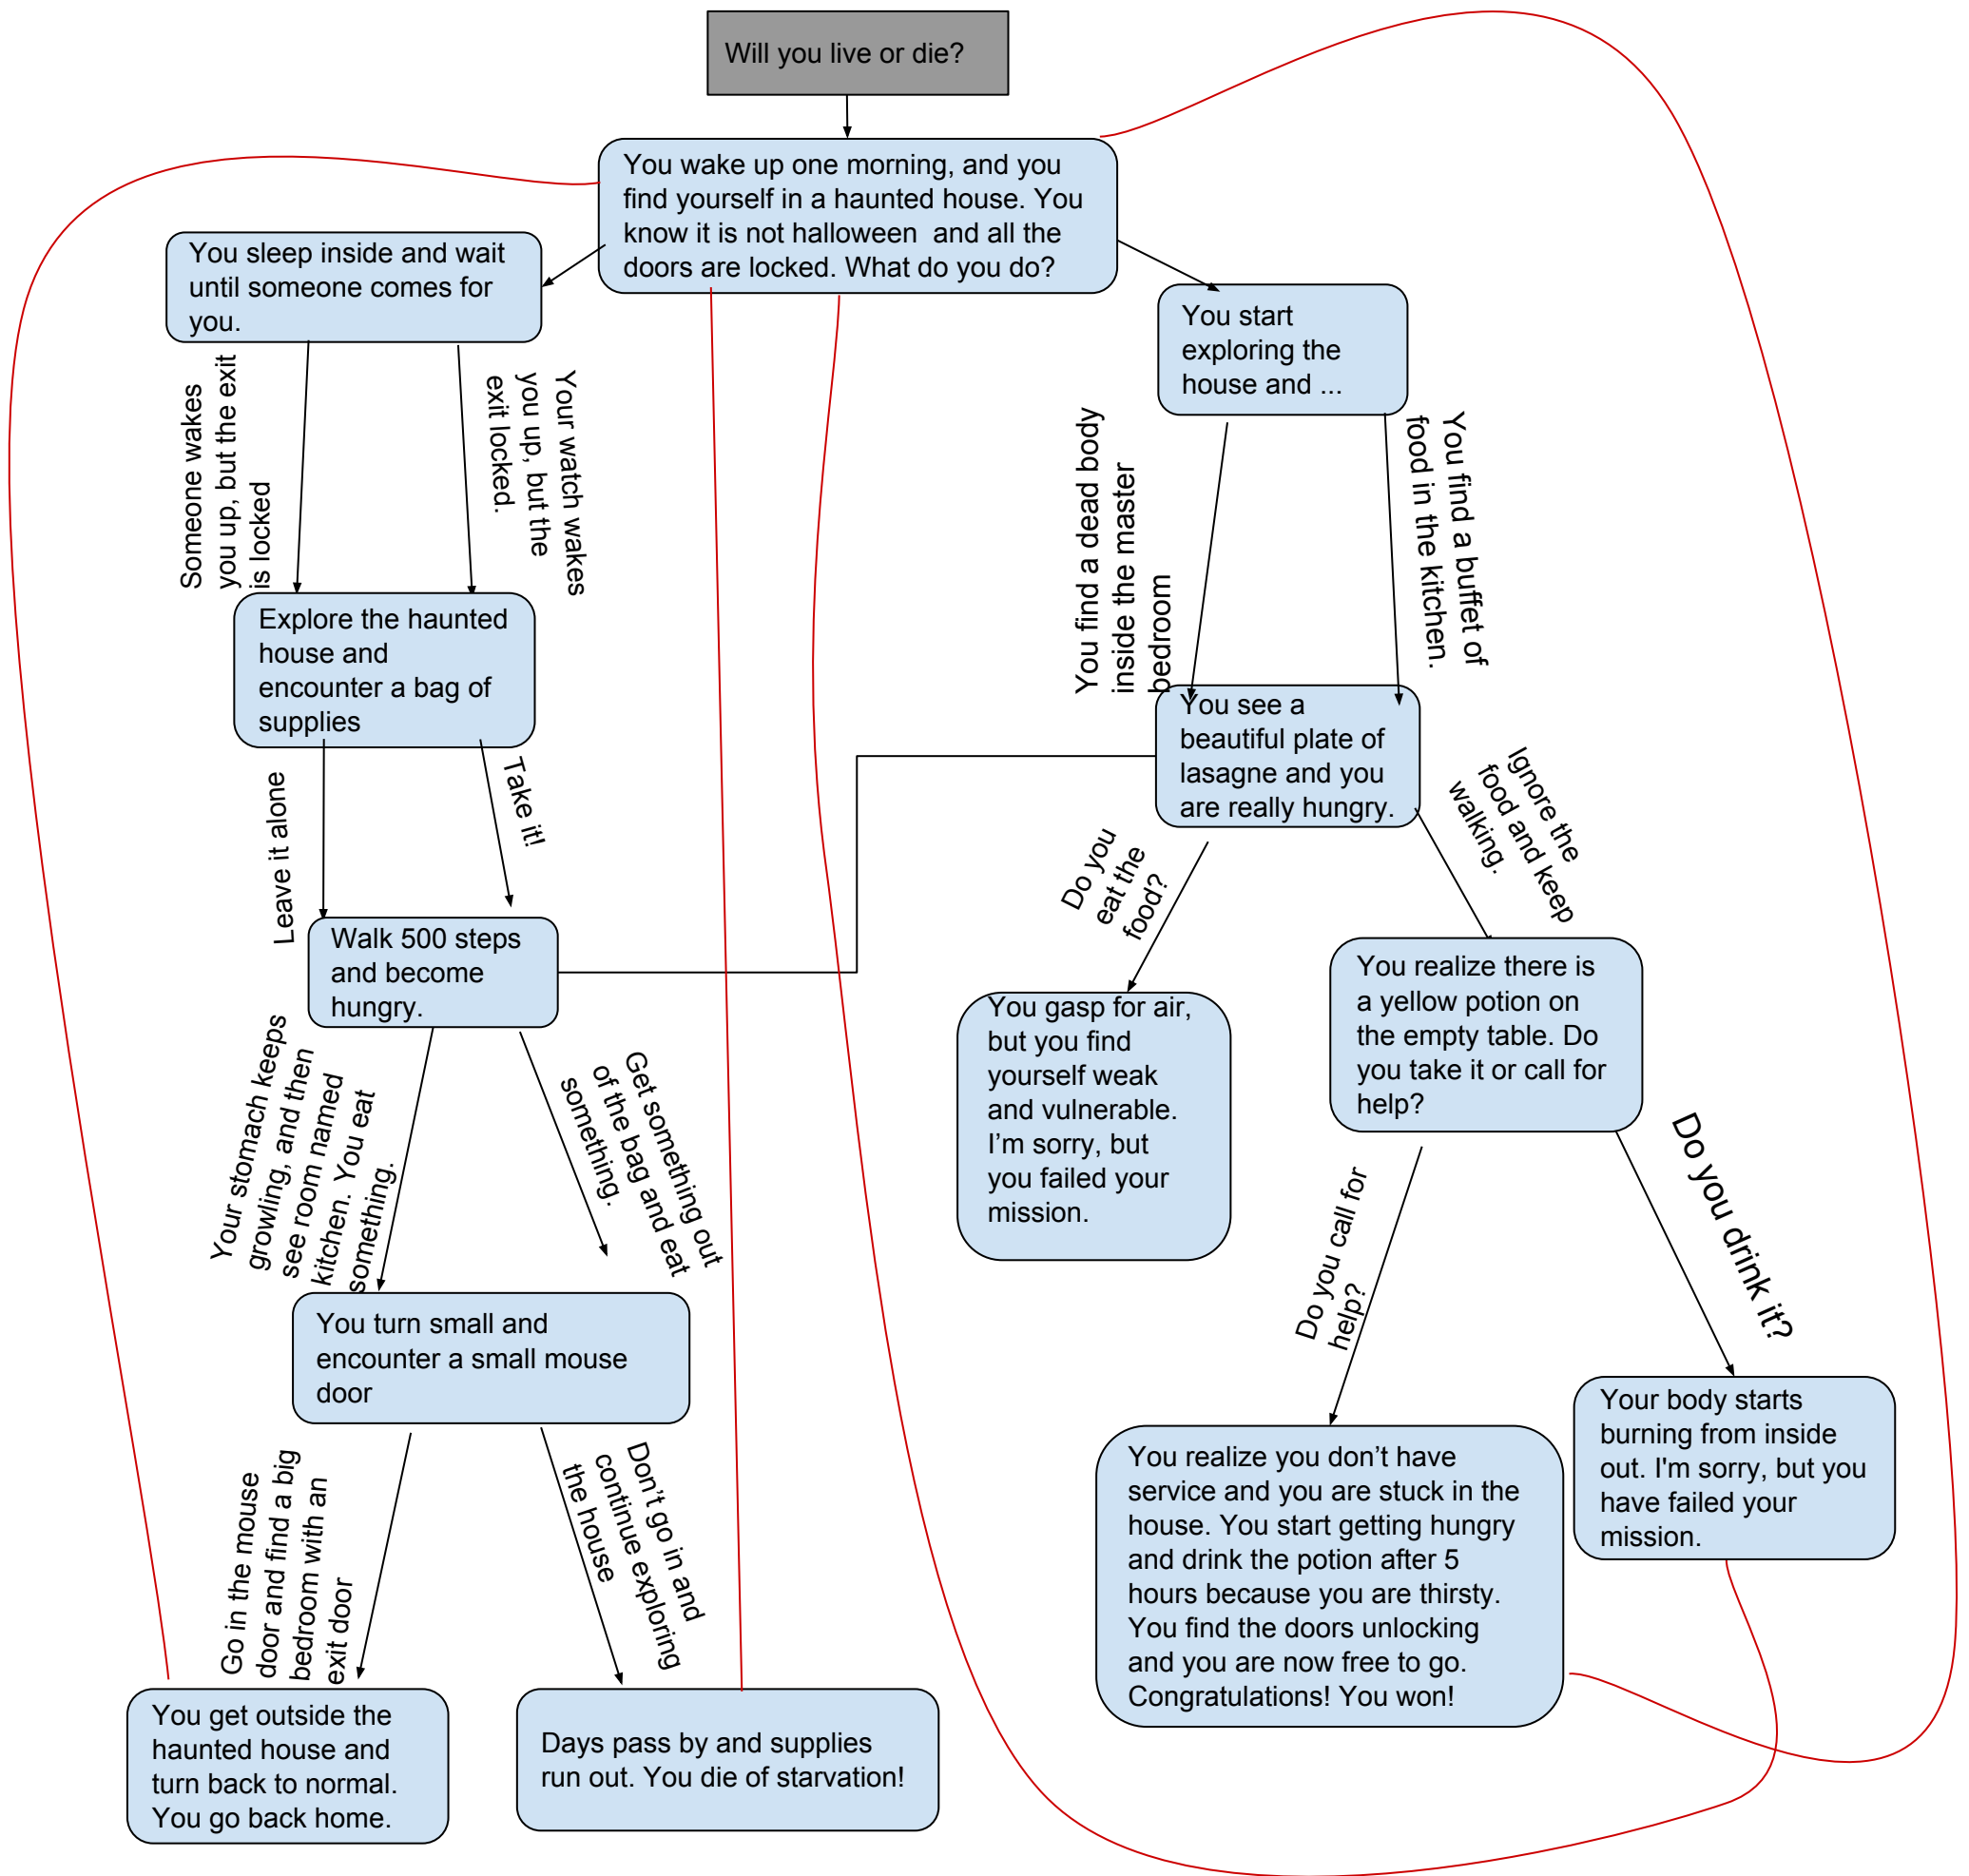 Will you live or die?
You wake up one morning, and you
find yourself in a haunted house. You
know it is not halloween  and all the
doors are locked. What do you do?
You sleep inside and wait
until someone comes for
you.
You start
exploring the
house and ...
Someone wakes
you up, but the exit
is locked
Your watch wakes
you up, but the
exit locked.
You find a dead body
inside the master
bedroom
You find a buffet of
food in the kitchen.
Explore the haunted
house and
encounter a bag of
supplies
You see a
beautiful plate of
lasagne and you
are really hungry.
Leave it alone
Take it!
Do you
eat the
food?
Ignore the
food and keep
walking.
Walk 500 steps
and become
hungry.
You gasp for air,
but you find
yourself weak
and vulnerable.
I’m sorry, but
you failed your
mission.
You realize there is
a yellow potion on
the empty table. Do
you take it or call for
help?
Your stomach keeps
growling, and then
see room named
kitchen. You eat
something.
Get something out
of the bag and eat
something.
Do you call for
help?
Do you drink it?
You turn small and
encounter a small mouse
door
Your body starts
burning from inside
out. I'm sorry, but you
have failed your
mission.
You realize you don’t have
service and you are stuck in the
house. You start getting hungry
and drink the potion after 5
hours because you are thirsty.
You find the doors unlocking
and you are now free to go.
Congratulations! You won!
Go in the mouse
door and find a big
bedroom with an
exit door
Don’t go in and
continue exploring
the house
You get outside the
haunted house and
turn back to normal.
You go back home.
Days pass by and supplies
run out. You die of starvation!